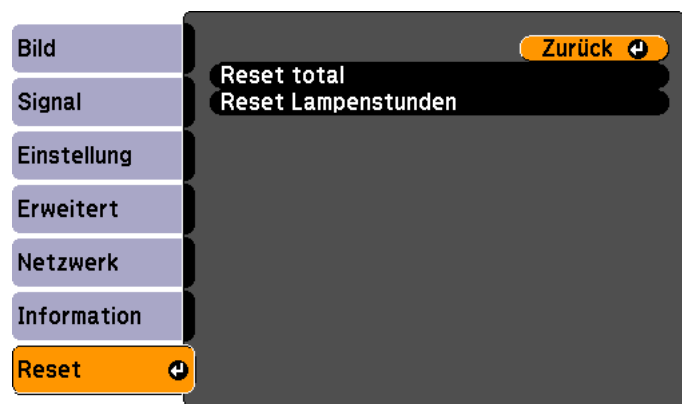 Bild
Signal
Einstellung
Erweitert
Netzwerk
Information
Reset
Zurück
Reset total
Reset Lampenstunden